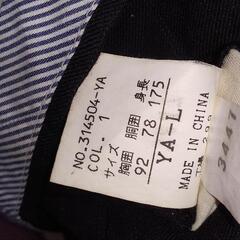 NO.314504-YA
COL. 1
サイズ
胸囲 胴囲 身長
92 78 175
YA-L
MADE IN CHINA
3447